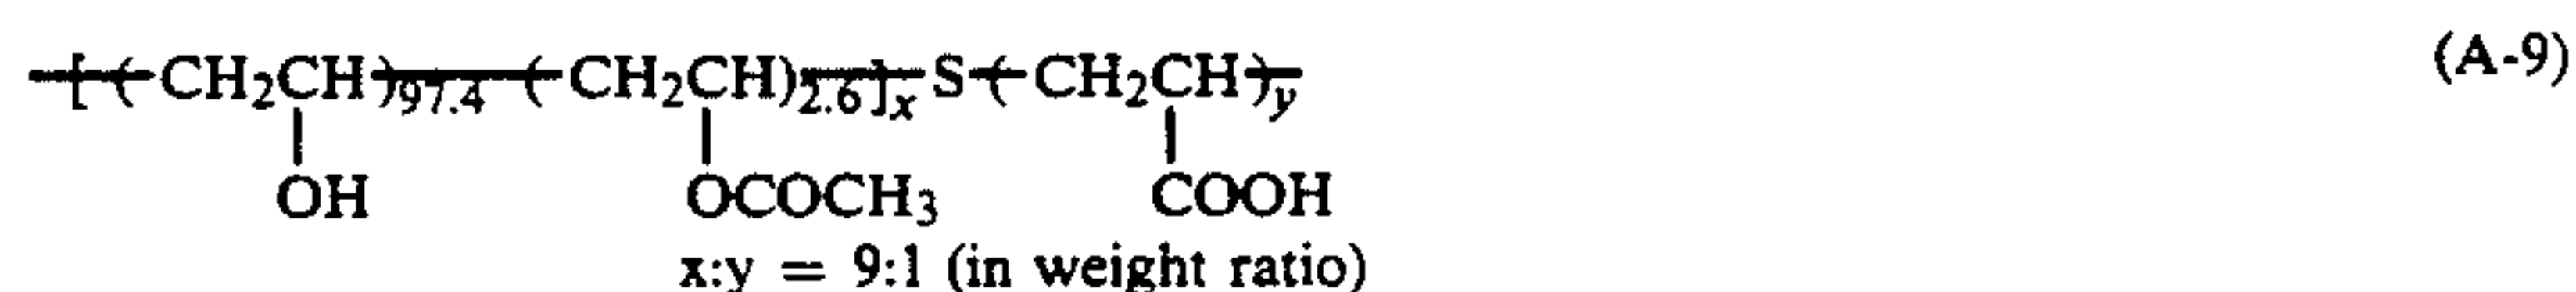 -[-(-CH2CH-)97.4-(-CH2CH)2.6-]x-S-(-CH2CH-)y (A-9)
OH OCOCH3 COOH
x:y = 9:1 (in weight ratio)